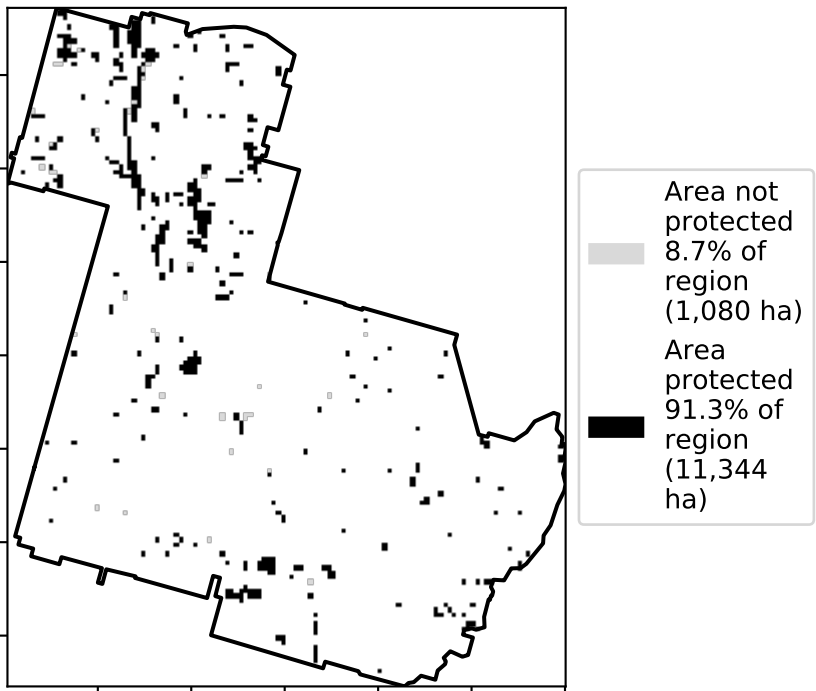 Area not
protected
8.7% of
region
(1,080 ha)
Area
protected
91.3% of
region
(11,344
ha)